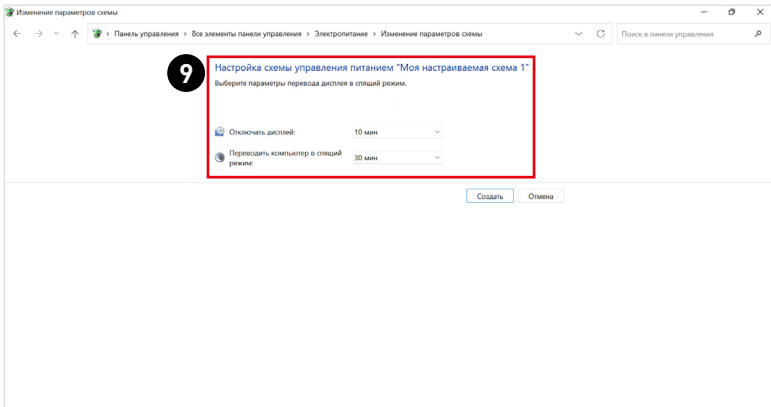 Изменение параметров схемы
Панель управления > Все элементы панели управления > Электропитание > Изменение параметров схемы
Поиск в панели управления
9
Настройка схемы управления питанием "Моя настраиваемая схема 1"
Выберите параметры перевода дисплея в спящий режим.
Отключать дисплей: 10 мин
Переводить компьютер в спящий
режим: 30 мин
Создать Отмена